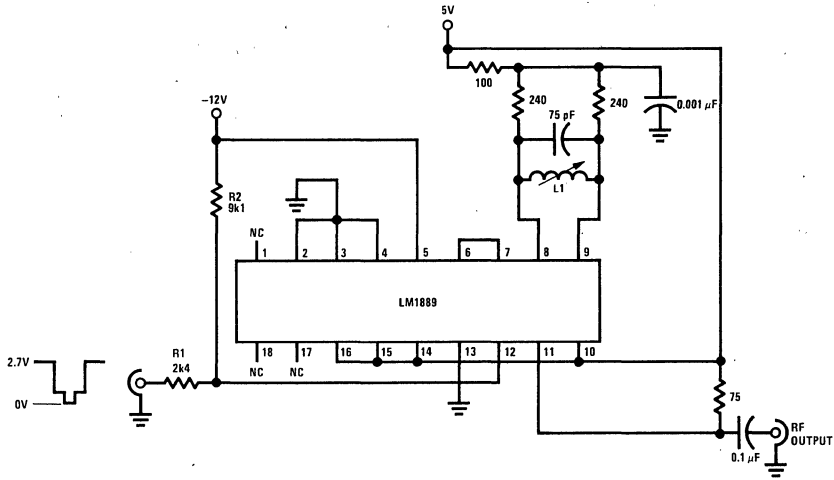 5V
100
240
240
0.001 μF
75 pF
L1
–12V
R2
9k1
NC
1
2
3
4
5
6
7
8
9
LM1889
18
17
16
15
14
13
12
11
10
NC
NC
2.7V
0V
R1
2k4
75
0.1 μF
RF
OUTPUT